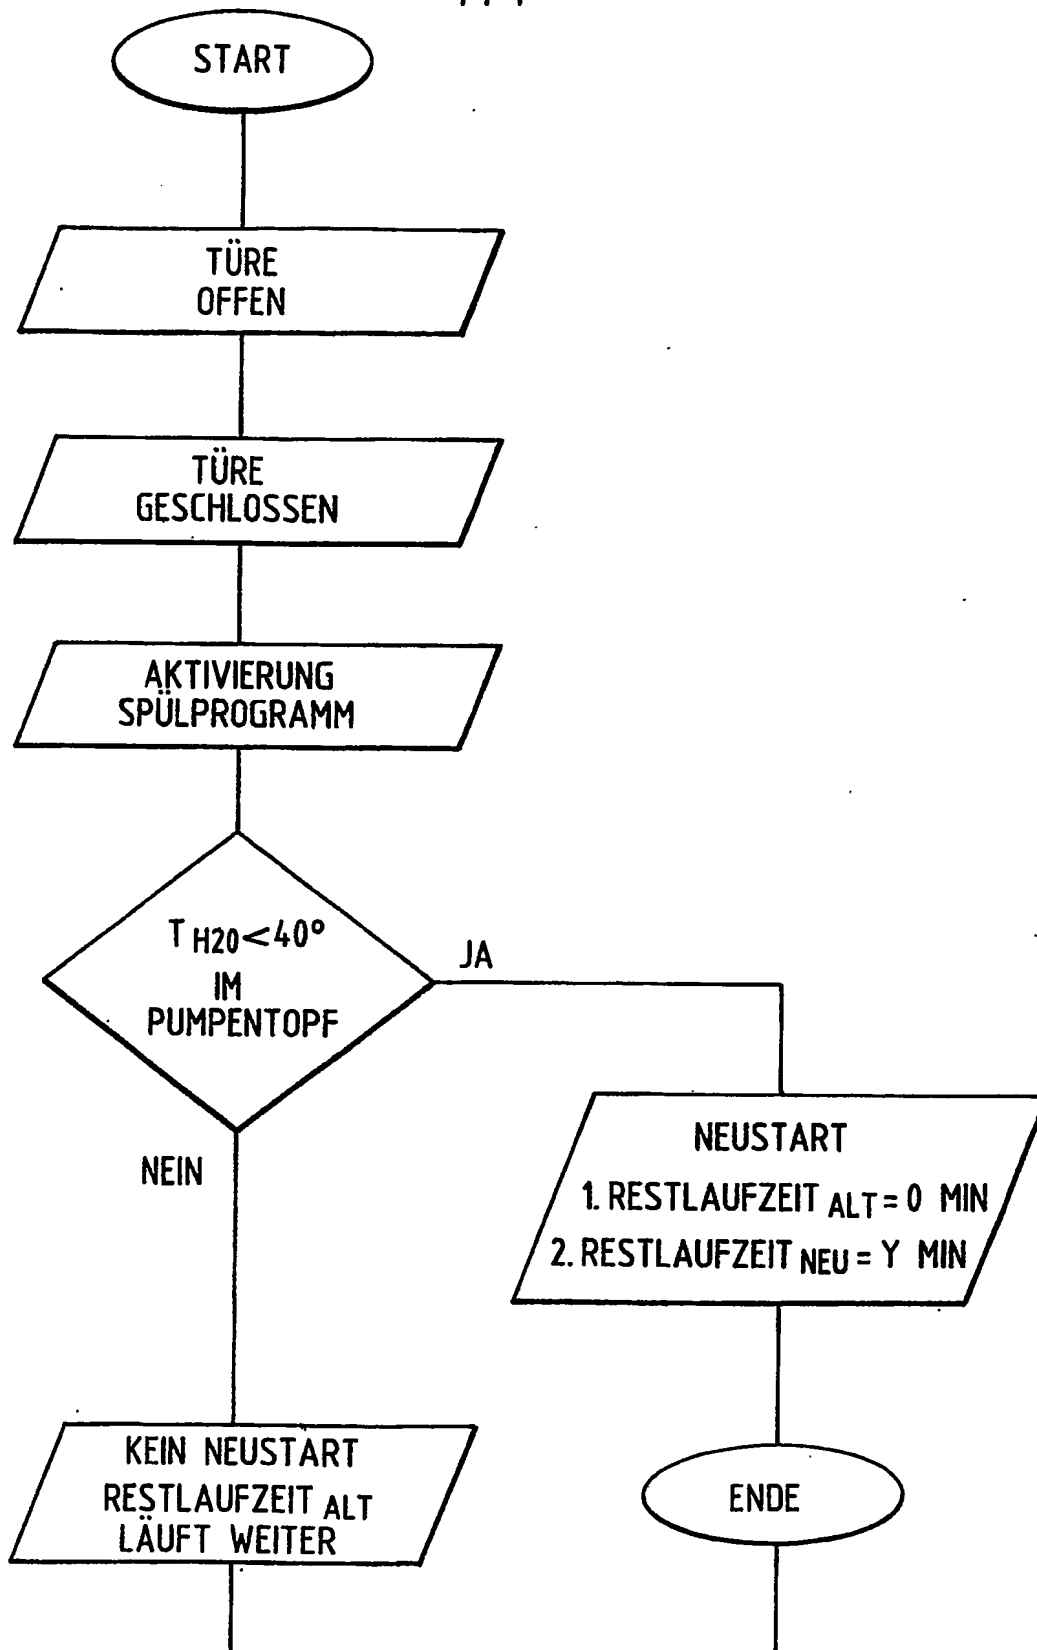 START
TÜRE
OFFEN
TÜRE
GESCHLOSSEN
AKTIVIERUNG
SPÜLPROGRAMM
T H20<40°
IM
PUMPENTOPF
JA
NEIN
NEUSTART
1. RESTLAUFZEIT ALT = 0 MIN
2. RESTLAUFZEIT NEU = Y MIN
KEIN NEUSTART
RESTLAUFZEIT ALT
LÄUFT WEITER
ENDE